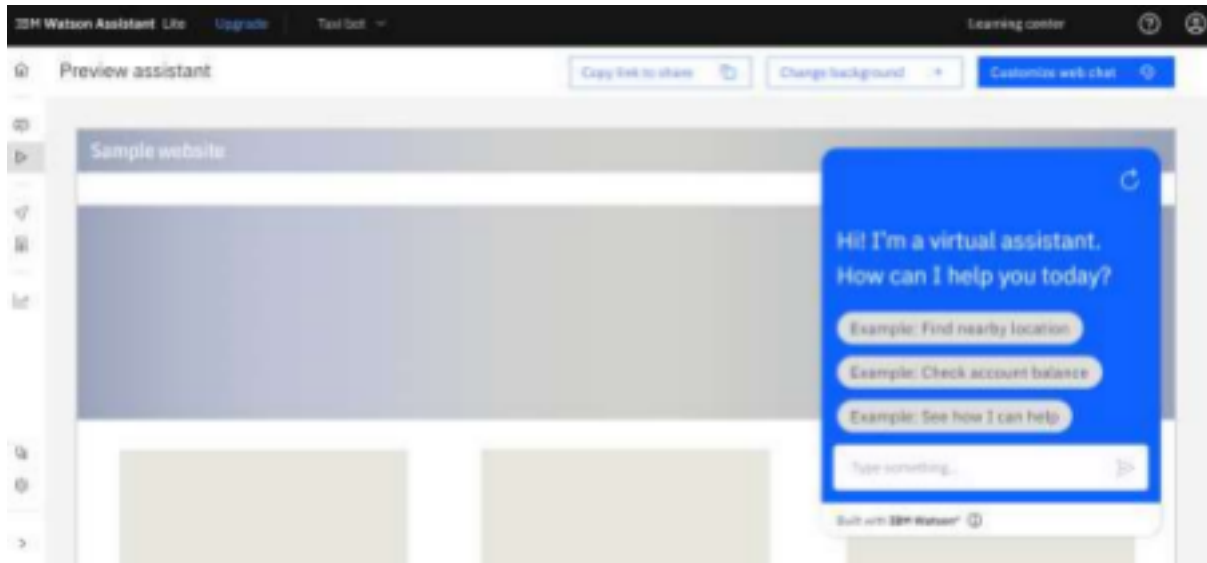 IBM Watson Assistant Lite Upgrade Taxi bot Learning center
Preview assistant Copy link to share Change background Customize web chat
Sample website
Hi! I'm a virtual assistant.
How can I help you today?
Example: Find nearby location
Example: Check account balance
Example: See how I can help
Type something...
Built with IBM Watson®